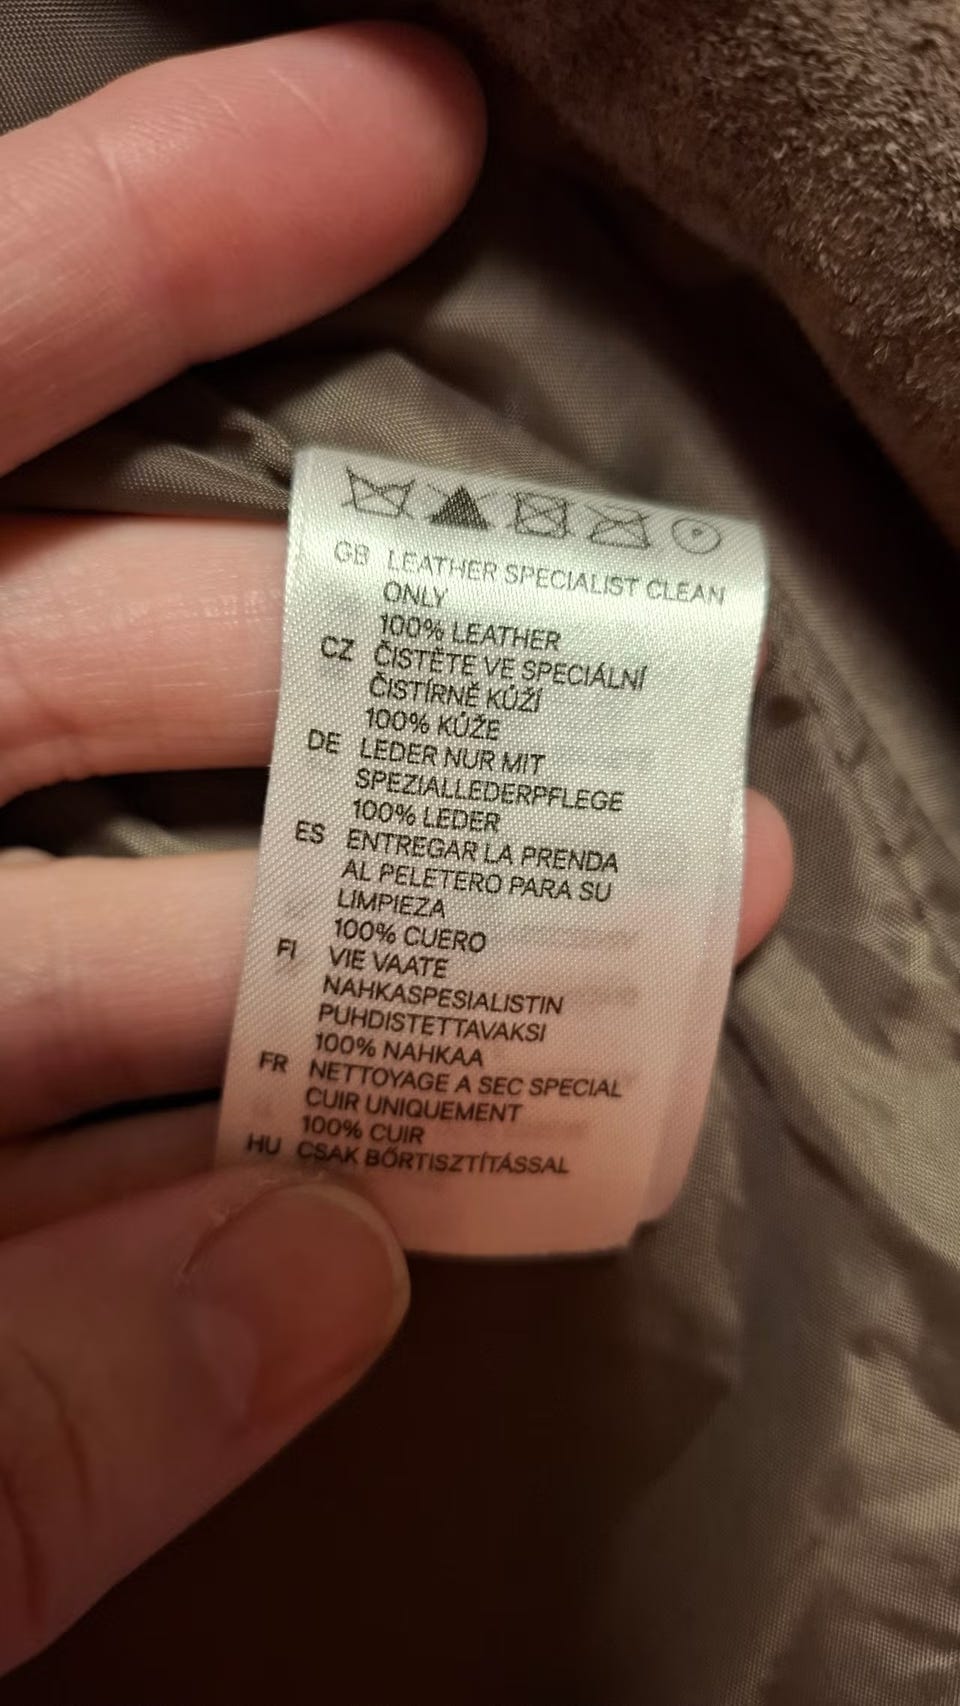 GB LEATHER SPECIALIST CLEAN
ONLY
100% LEATHER
CZ ČISTĚTE VE SPECIÁLNÍ
ČISTÍRNĚ KŮŽÍ
100% KŮŽE
DE LEDER NUR MIT
SPEZIALLEDERPFLEGE
100% LEDER
ES ENTREGAR LA PRENDA
AL PELETERO PARA SU
LIMPIEZA
100% CUERO
FI VIE VAATE
NAHKASPESIALISTIN
PUHDISTETTAVAKSI
100% NAHKAA
FR NETTOYAGE A SEC SPECIAL
CUIR UNIQUEMENT
100% CUIR
HU CSAK BŐRTISZTÍTÁSSAL